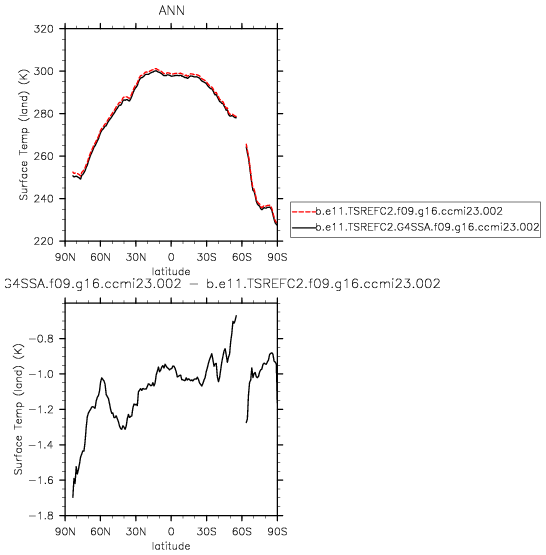 ANN
Surface Temp (land) (K)
320
300
280
260
240
220
90N 60N 30N 0 30S 60S 90S
latitude
b.e11.TSREFC2.f09.g16.ccmi23.002
b.e11.TSREFC2.G4SSA.f09.g16.ccmi23.002
G4SSA.f09.g16.ccmi23.002 − b.e11.TSREFC2.f09.g16.ccmi23.002
Surface Temp (land) (K)
−0.8
−1.0
−1.2
−1.4
−1.6
−1.8
90N 60N 30N 0 30S 60S 90S
latitude